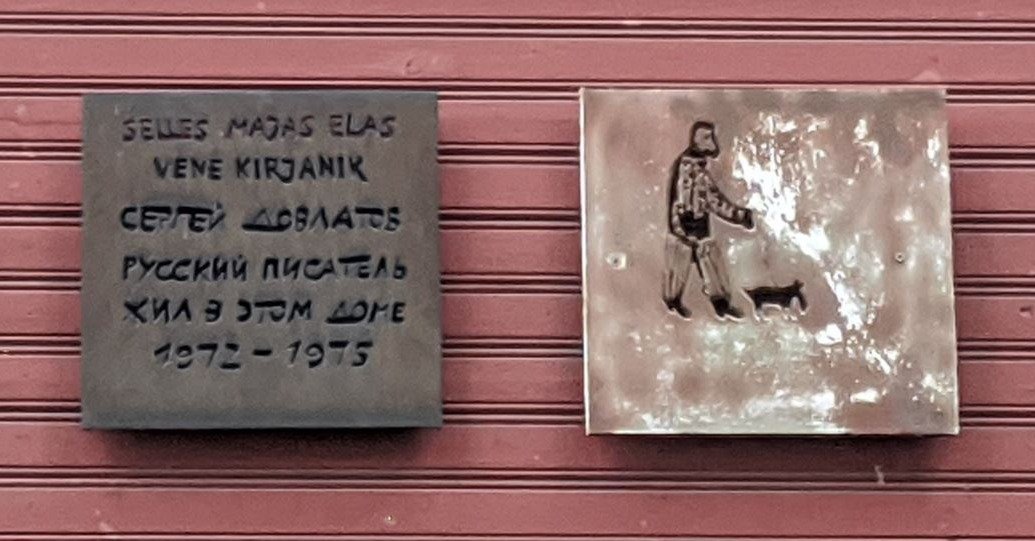 SELLES MAJAS ELAS
VENE KIRJANIK
СЕРГЕЙ ДОВЛАТОВ
РУССКИЙ ПИСАТЕЛЬ
ЖИЛ В ЭТОМ ДОМЕ
1972 – 1975